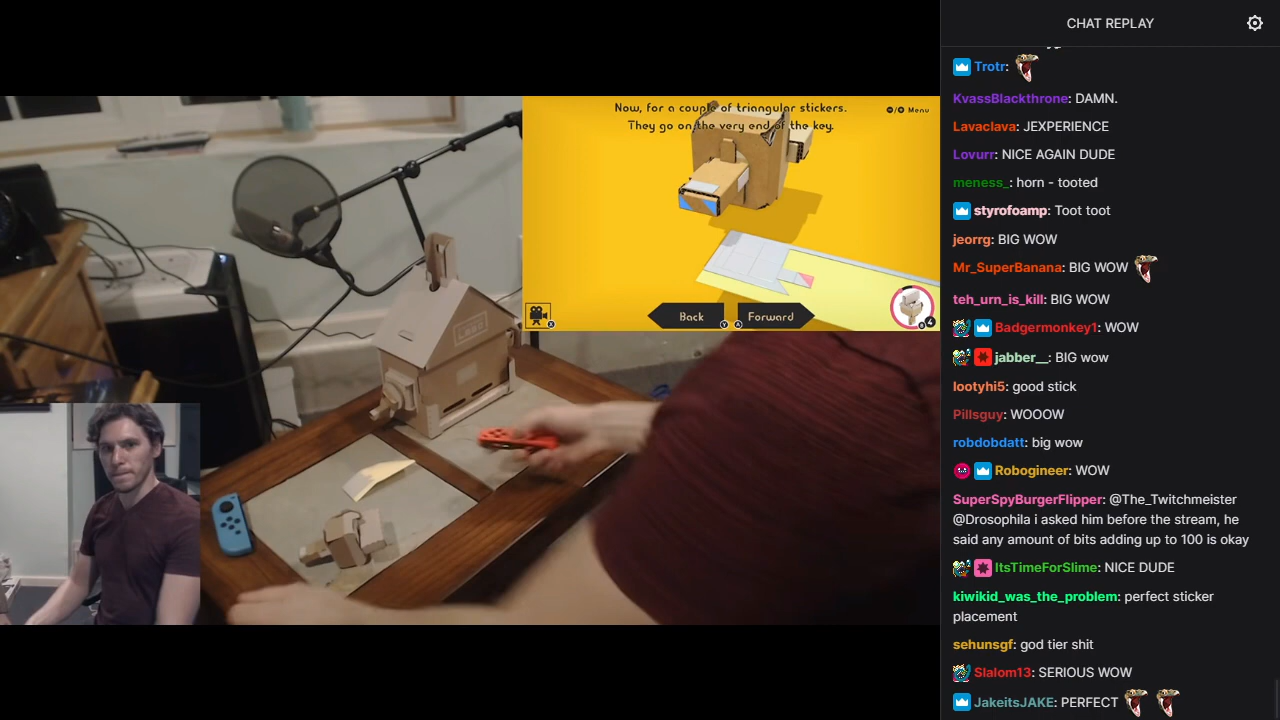 Now, for a couple of triangular stickers.
They go on the very end of the key.
-/+ Menu
Back
Y
A
Forward
X
4
CHAT REPLAY
Trotr:
KvassBlackthrone: DAMN.
Lavaclava: JEXPERIENCE
Lovurr: NICE AGAIN DUDE
meness_: horn - tooted
styrofoamp: Toot toot
jeorrg: BIG WOW
Mr_SuperBanana: BIG WOW
teh_urn_is_kill: BIG WOW
Badgermonkey1: WOW
jabber__: BIG wow
lootyhi5: good stick
Pillsguy: WOOOW
robdobdatt: big wow
Robogineer: WOW
SuperSpyBurgerFlipper: @The_Twitchmeister
@Drosophila i asked him before the stream, he
said any amount of bits adding up to 100 is okay
ItsTimeForSlime: NICE DUDE
kiwikid_was_the_problem: perfect sticker
placement
sehunsgf: god tier shit
Slalom13: SERIOUS WOW
JakeitsJAKE: PERFECT